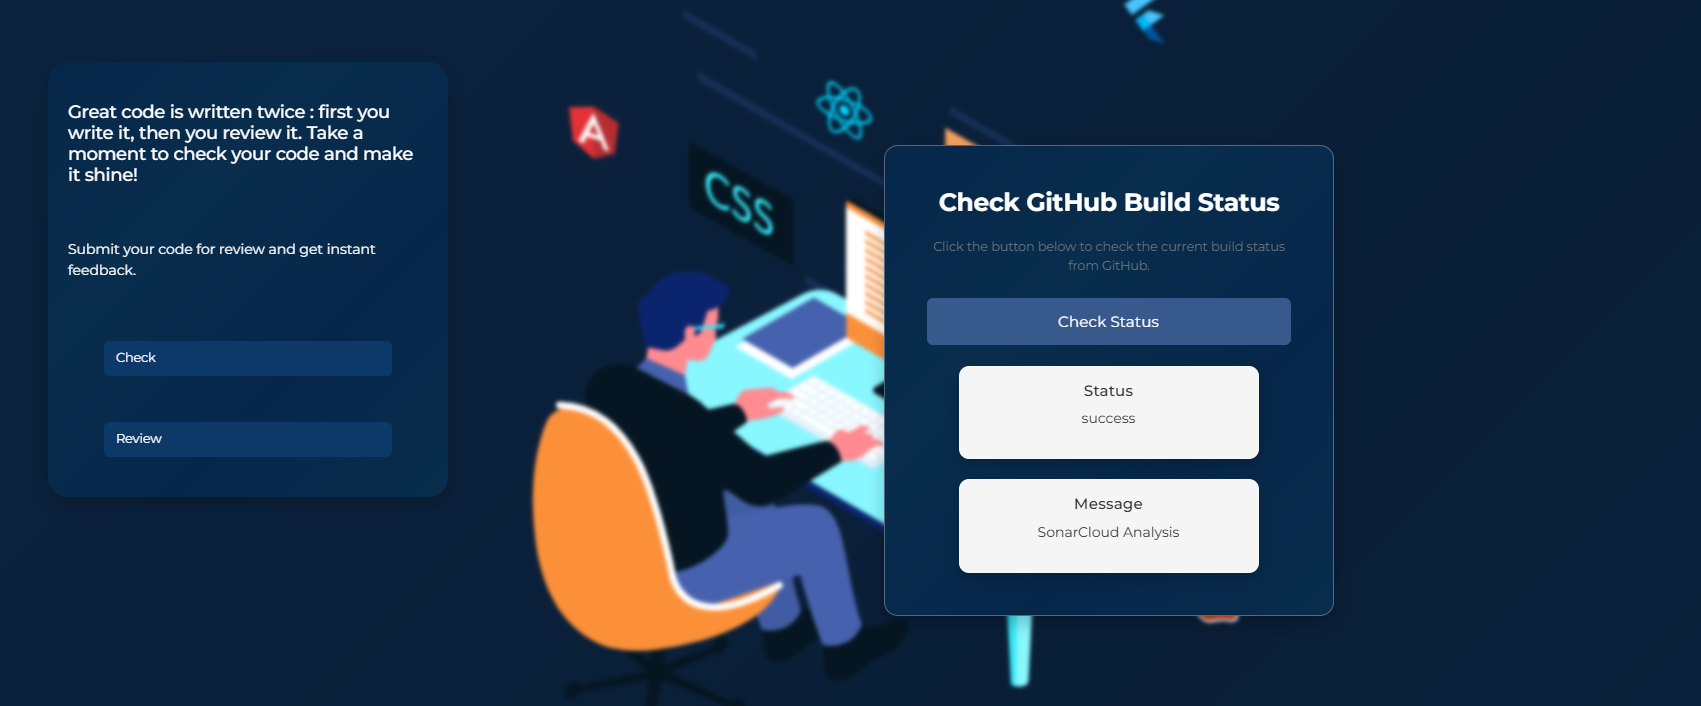 Great code is written twice : first you
write it, then you review it. Take a
moment to check your code and make
it shine!
Submit your code for review and get instant
feedback.
Check
Review
A
CSS
Check GitHub Build Status
Click the button below to check the current build status
from GitHub.
Check Status
Status
success
Message
SonarCloud Analysis